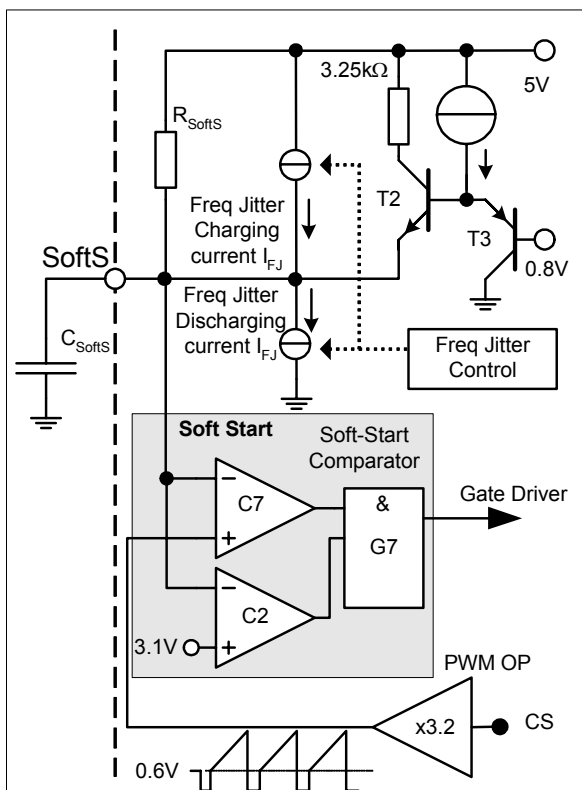 3.25kΩ
5V
R_SoftS
T2
T3
0.8V
Freq Jitter
Charging
current I_FJ
SoftS
Freq Jitter
Discharging
current I_FJ
C_SoftS
Freq Jitter
Control
Soft Start
Soft-Start
Comparator
C7
&
G7
Gate Driver
C2
3.1V
PWM OP
x3.2
CS
0.6V